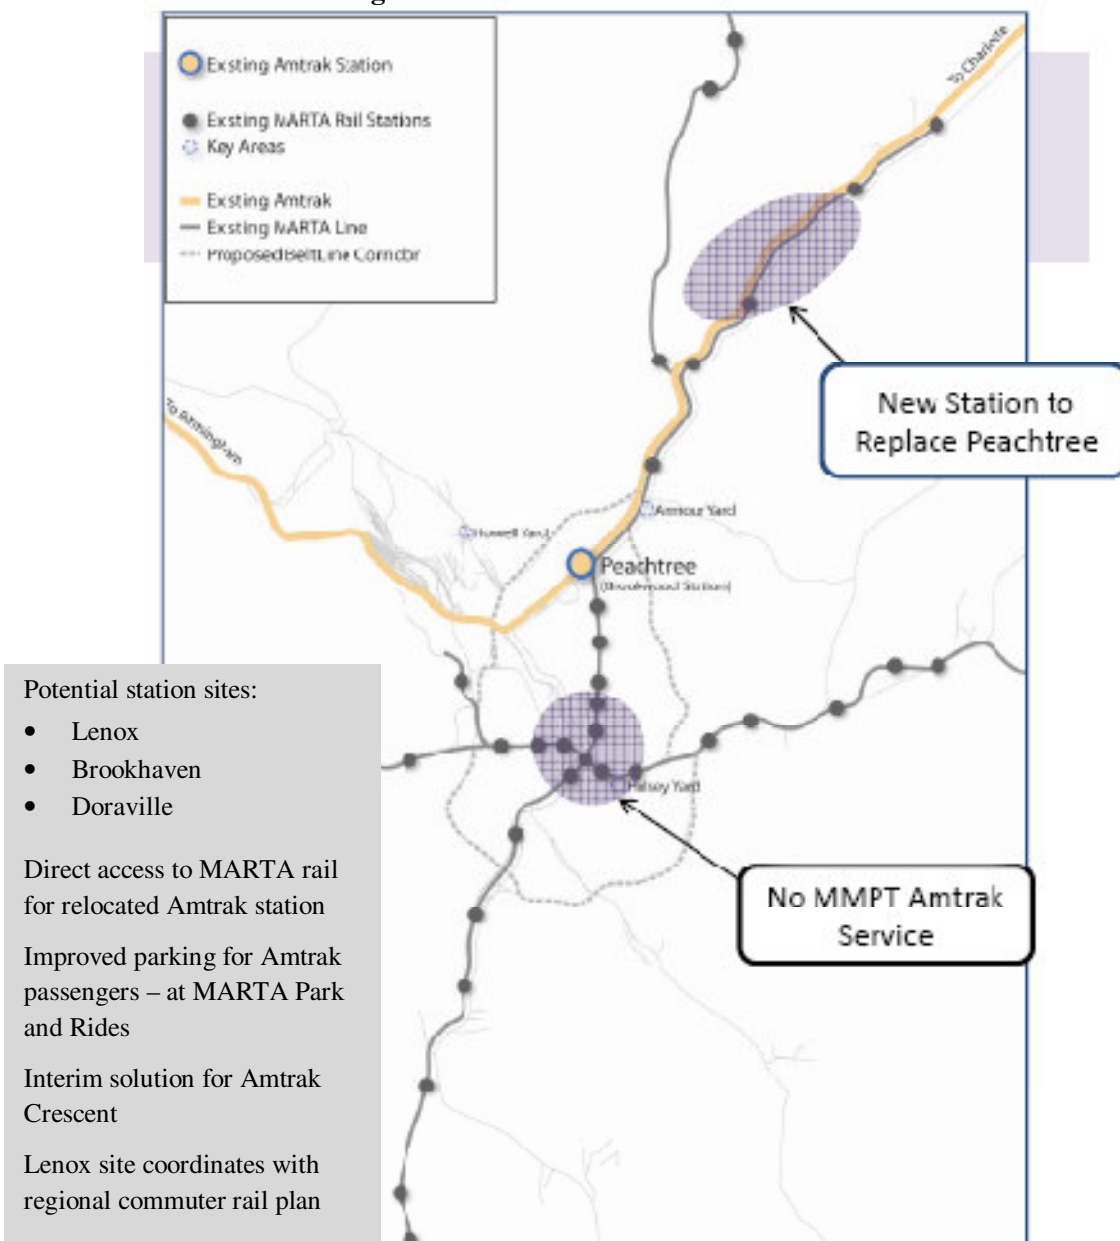 Existing Amtrak Station
Existing MARTA Rail Stations
Key Areas
Existing Amtrak
Existing MARTA Line
Proposed BeltLine Corridor
To Charlotte
New Station to
Replace Peachtree
To Birmingham
Armour Yard
Howell Yard
Peachtree
(Brookwood Station)
Hulsey Yard
No MMPT Amtrak
Service
Potential station sites:
• Lenox
• Brookhaven
• Doraville
Direct access to MARTA rail
for relocated Amtrak station
Improved parking for Amtrak
passengers – at MARTA Park
and Rides
Interim solution for Amtrak
Crescent
Lenox site coordinates with
regional commuter rail plan